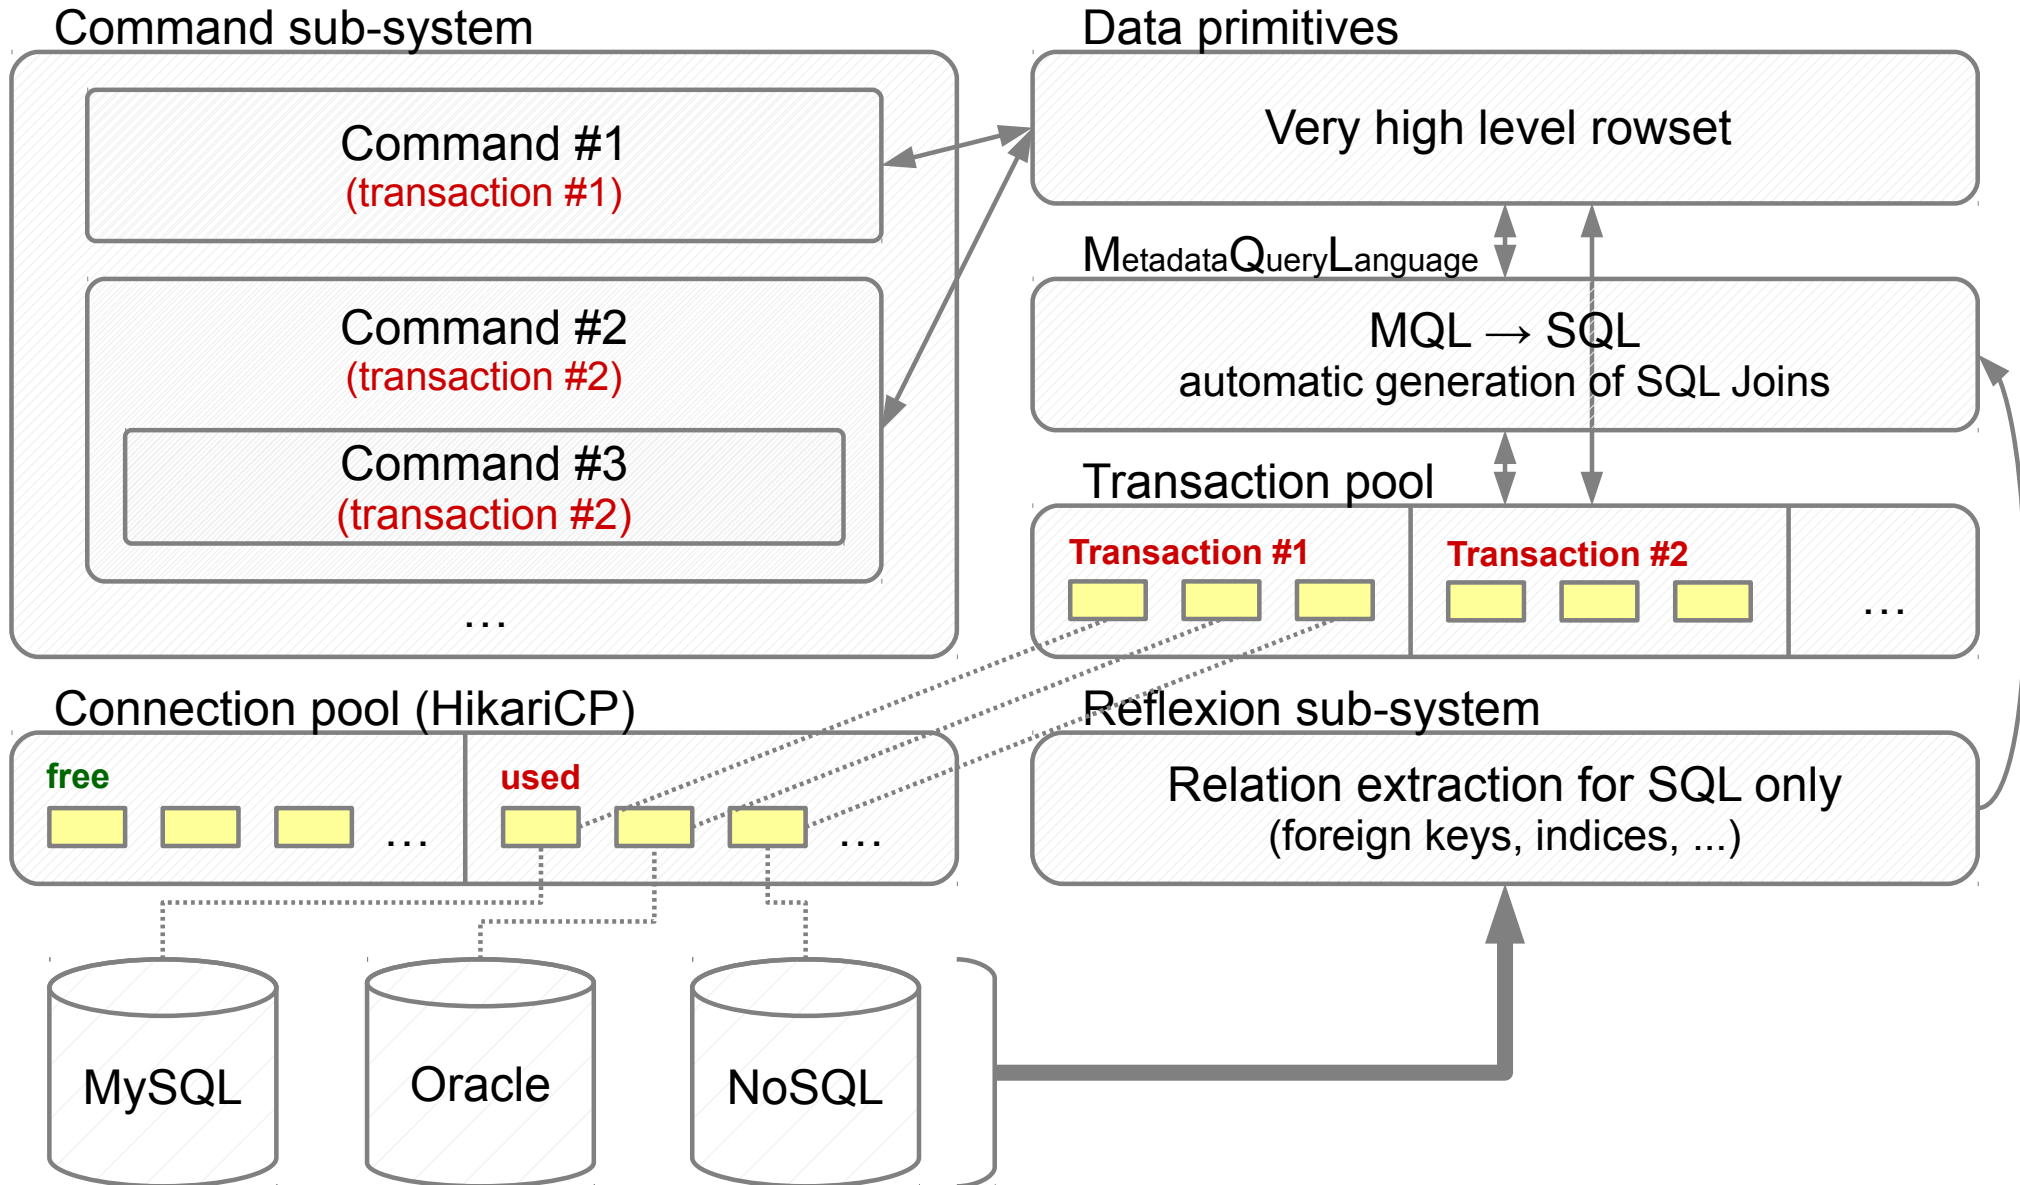 Command sub-system
Command #1
(transaction #1)
Command #2
(transaction #2)
Command #3
(transaction #2)
…
Data primitives
Very high level rowset
MetadataQueryLanguage
MQL → SQL
automatic generation of SQL Joins
Transaction pool
Transaction #1
Transaction #2
…
Connection pool (HikariCP)
free
…
used
…
Reflexion sub-system
Relation extraction for SQL only
(foreign keys, indices, ...)
MySQL
Oracle
NoSQL